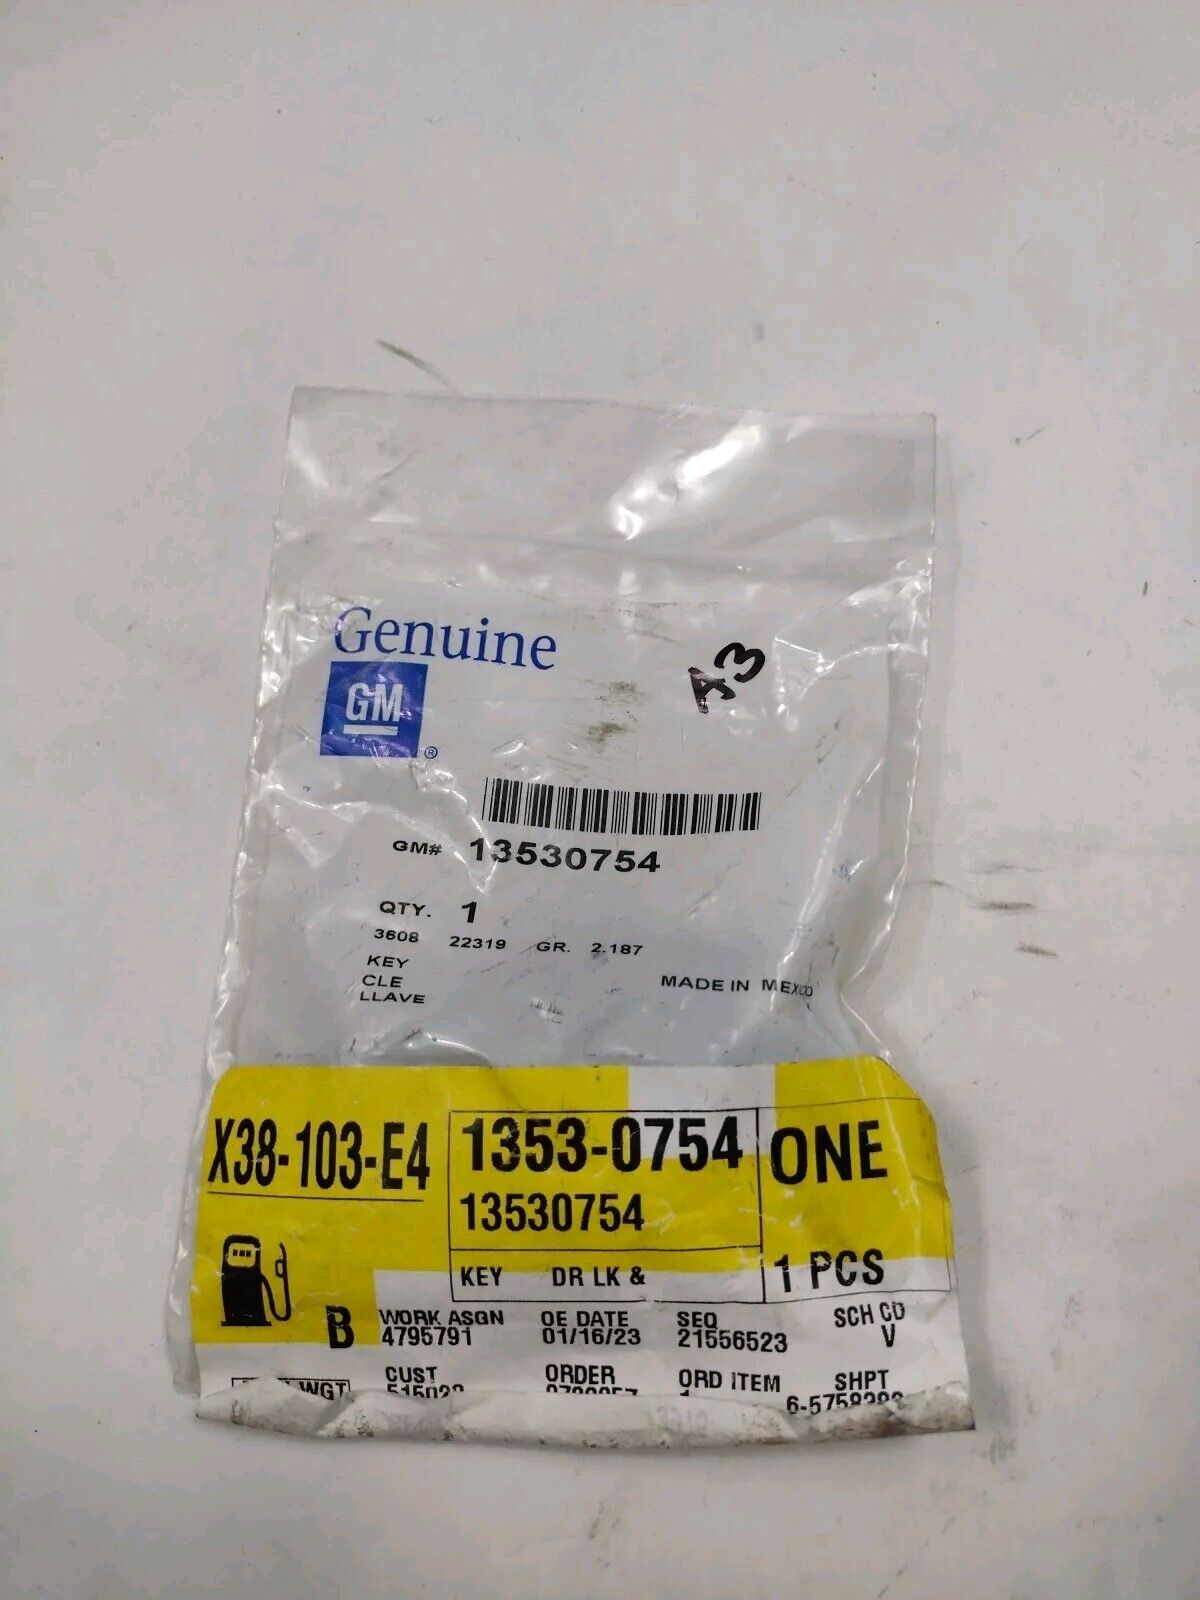 Genuine
GM
®
A3
GM# 13530754
QTY. 1
3608 22319 GR. 2.187
KEY
CLE
LLAVE
MADE IN MEXICO
X38-103-E4
1353-0754
13530754
ONE
KEY DR LK &
1 PCS
B
WORK ASGN
4795791
OE DATE
01/16/23
SEQ
21556523
SCH CD
V
WGT
CUST
ORDER
ORD ITEM
1
SHPT